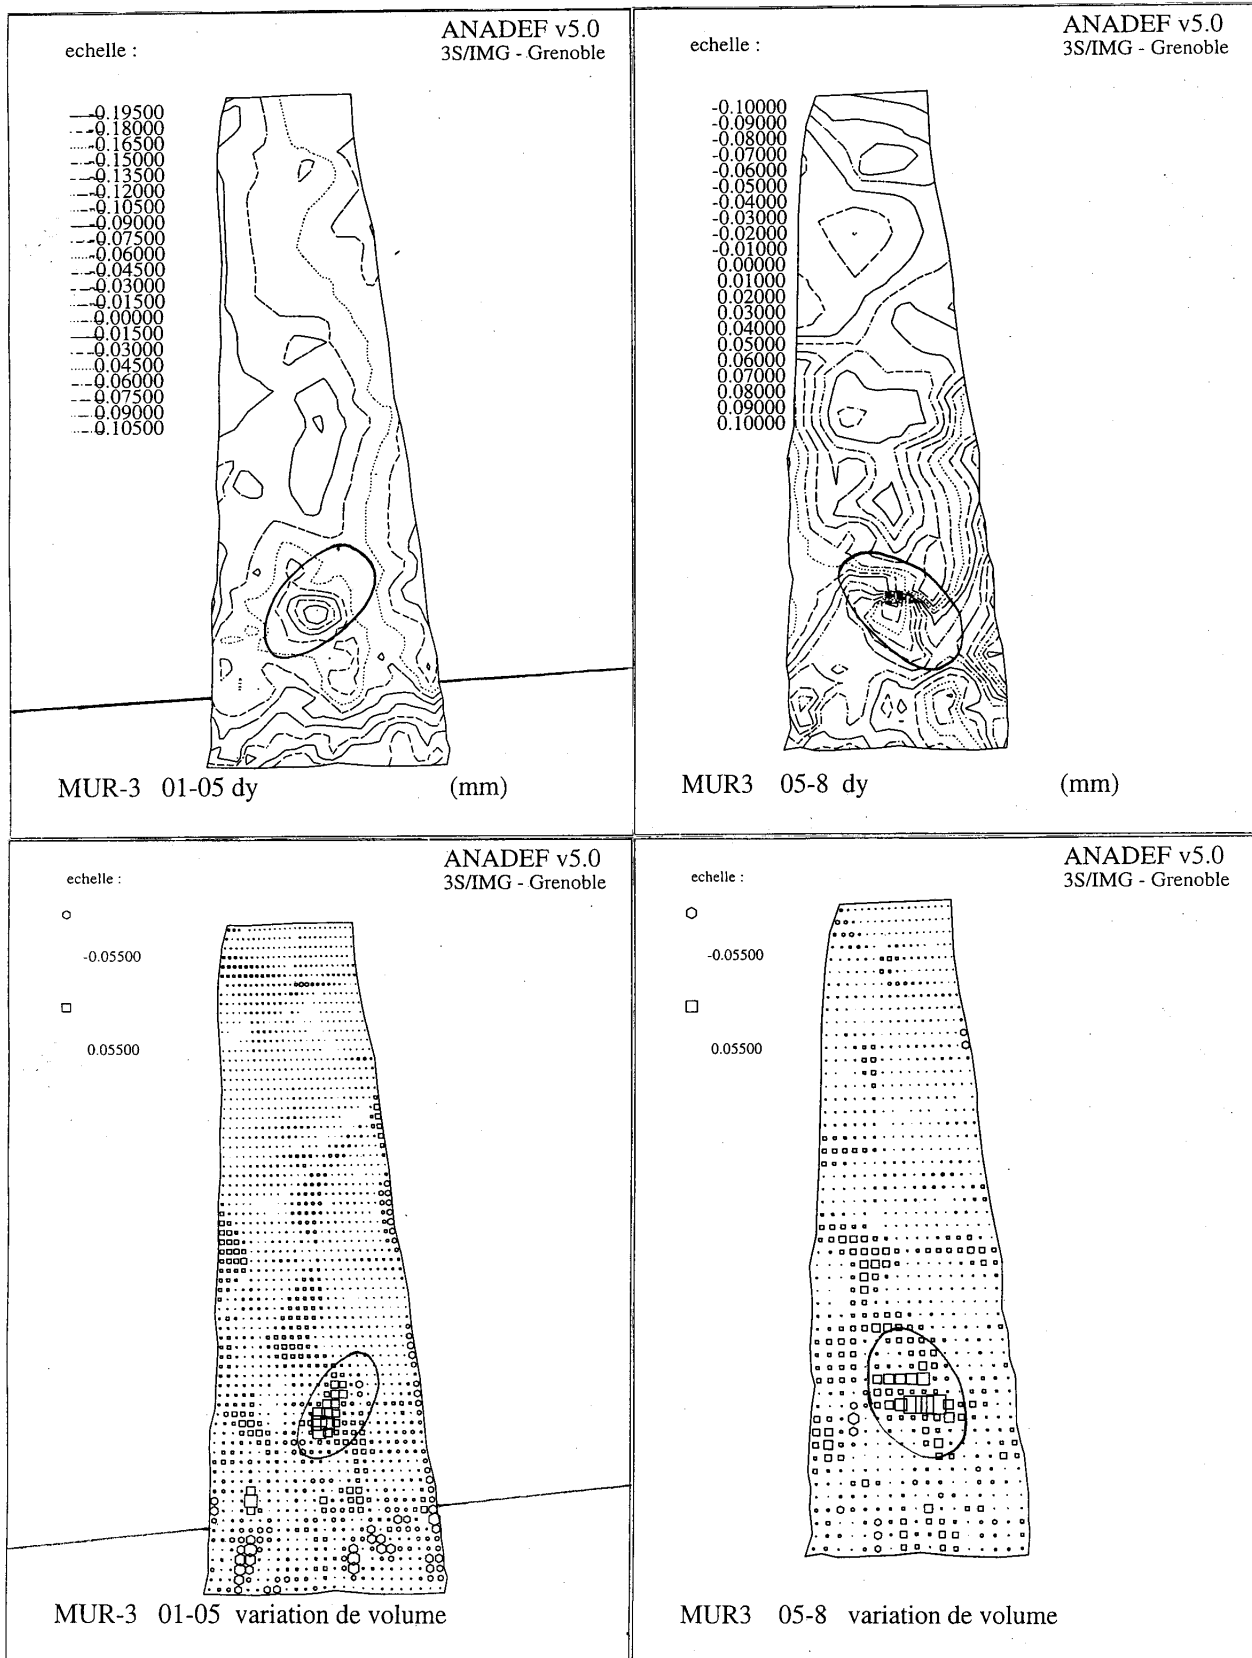 ANADEF v5.0
3S/IMG - Grenoble
echelle :
-0.19500
-0.18000
-0.16500
-0.15000
-0.13500
-0.12000
-0.10500
-0.09000
-0.07500
-0.06000
-0.04500
-0.03000
-0.01500
0.00000
0.01500
0.03000
0.04500
0.06000
0.07500
0.09000
0.10500
MUR-3 01-05 dy (mm)
ANADEF v5.0
3S/IMG - Grenoble
echelle :
-0.10000
-0.09000
-0.08000
-0.07000
-0.06000
-0.05000
-0.04000
-0.03000
-0.02000
-0.01000
0.00000
0.01000
0.02000
0.03000
0.04000
0.05000
0.06000
0.07000
0.08000
0.09000
0.10000
MUR3 05-8 dy (mm)
ANADEF v5.0
3S/IMG - Grenoble
echelle :
-0.05500
0.05500
MUR-3 01-05 variation de volume
ANADEF v5.0
3S/IMG - Grenoble
echelle :
-0.05500
0.05500
MUR3 05-8 variation de volume